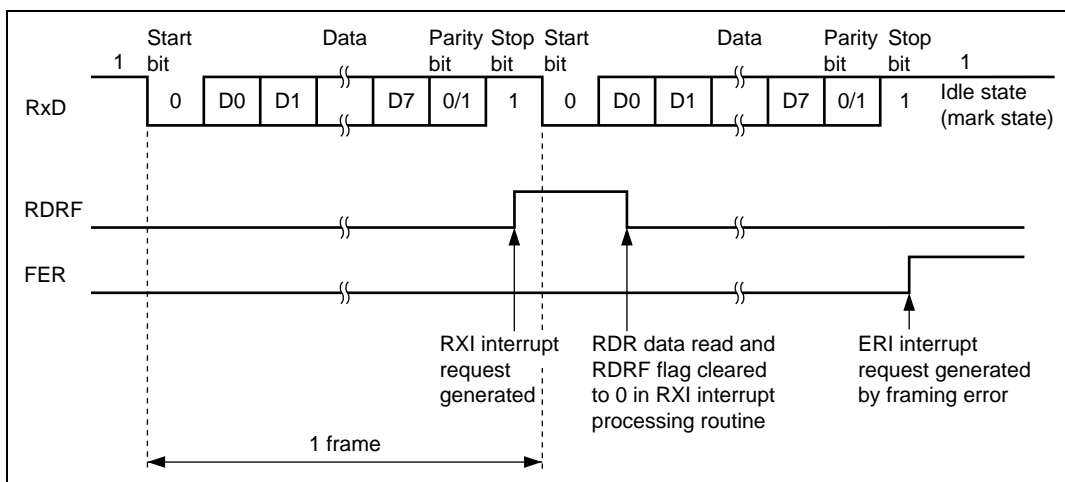 1
Start bit
Data
Parity bit
Stop bit
Start bit
Data
Parity bit
Stop bit
1
RxD
0
D0
D1
D7
0/1
1
0
D0
D1
D7
0/1
1
Idle state
(mark state)
RDRF
FER
RXI interrupt
request
generated
RDR data read and
RDRF flag cleared
to 0 in RXI interrupt
processing routine
ERI interrupt
request generated
by framing error
1 frame